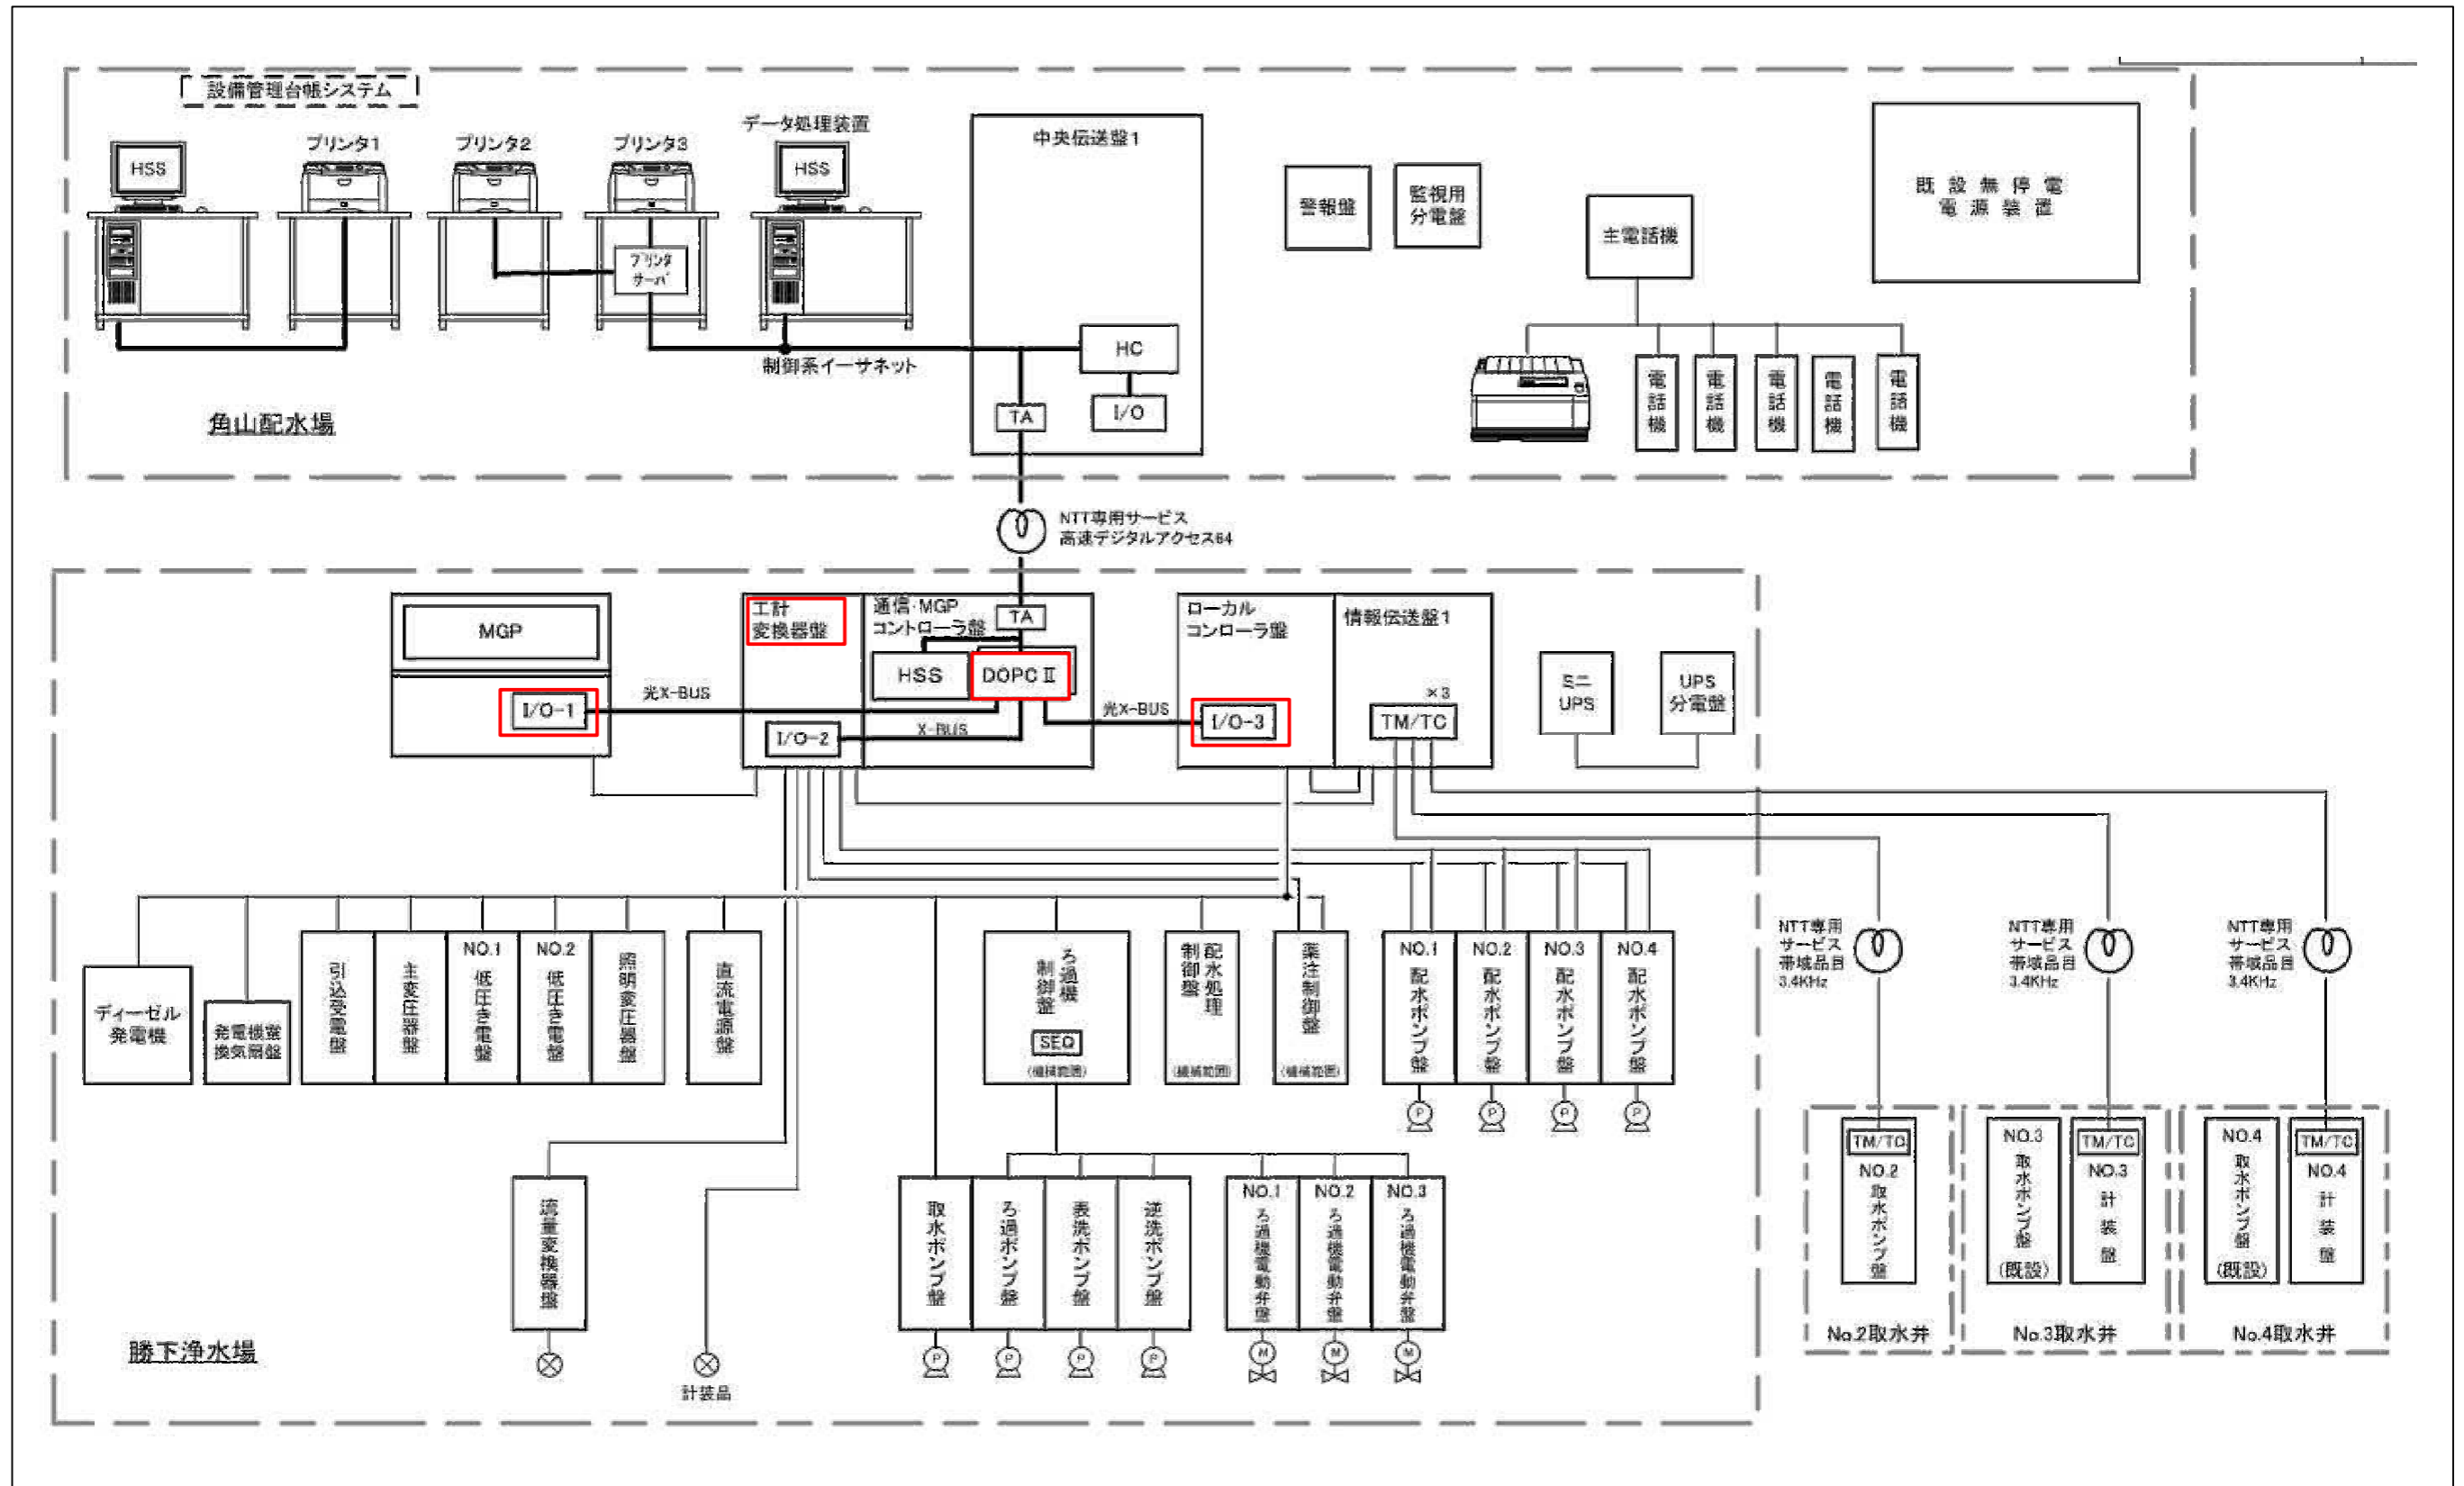 設備管理台帳システム
HSS
プリンタ1
プリンタ2
プリンタ3
プリンタ
サーバ
データ処理装置
HSS
中央伝送盤1
HC
I/O
TA
制御系イーサネット
角山配水場
警報盤
監視用
分電盤
主電話機
電話機
電話機
電話機
電話機
電話機
既設無停電
電源装置
NTT専用サービス
高速デジタルアクセス64
MGP
I/O-1
光X-BUS
工計
変換器盤
I/O-2
通信・MGP
コントローラ盤
TA
HSS
DOPCⅡ
X-BUS
光X-BUS
ローカル
コンローラ盤
I/O-3
情報伝送盤1
×3
TM/TC
ミニ
UPS
UPS
分電盤
ディーゼル
発電機
発電機室
換気扇盤
引込受電盤
主変圧器盤
NO.1
低圧き電盤
NO.2
低圧き電盤
照明変圧器盤
直流電源盤
ろ過機
制御盤
SEQ
(機械範囲)
配水処理
制御盤
(機械範囲)
薬注制御盤
(機械範囲)
NO.1
配水ポンプ盤
NO.2
配水ポンプ盤
NO.3
配水ポンプ盤
NO.4
配水ポンプ盤
P
P
P
P
NTT専用
サービス
帯域品目
3.4KHz
NTT専用
サービス
帯域品目
3.4KHz
NTT専用
サービス
帯域品目
3.4KHz
流量変換器盤
計装品
取水ポンプ盤
ろ過ポンプ盤
表洗ポンプ盤
逆洗ポンプ盤
NO.1
ろ過機電動弁盤
NO.2
ろ過機電動弁盤
NO.3
ろ過機電動弁盤
P
P
P
P
M
M
M
勝下浄水場
TM/TC
NO.2
取水ポンプ盤
No.2取水井
NO.3
取水ポンプ盤
(既設)
TM/TC
NO.3
計装盤
No.3取水井
NO.4
取水ポンプ盤
(既設)
TM/TC
NO.4
計装盤
No.4取水井